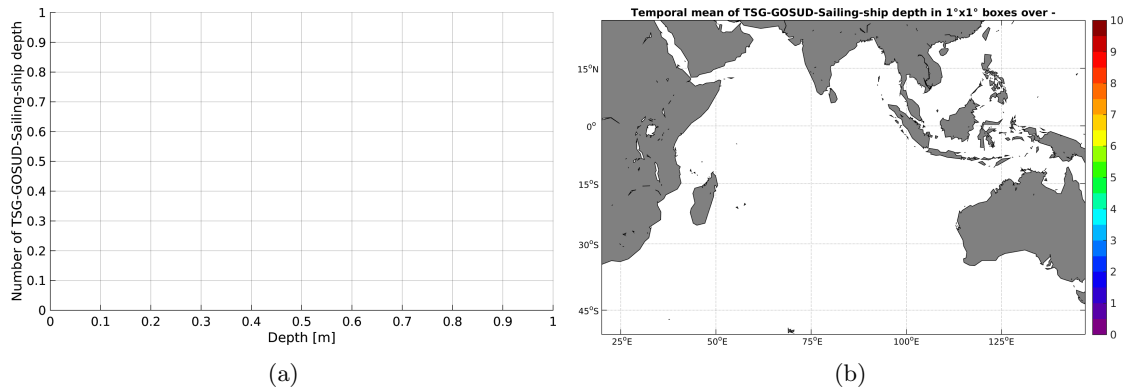 Number of TSG-GOSUD-Sailing-ship depth
1
0.9
0.8
0.7
0.6
0.5
0.4
0.3
0.2
0.1
0
0 0.1 0.2 0.3 0.4 0.5 0.6 0.7 0.8 0.9 1
Depth [m]
(a)
Temporal mean of TSG-GOSUD-Sailing-ship depth in 1°x1° boxes over -
15°N
0°
15°S
30°S
45°S
25°E 50°E 75°E 100°E 125°E
10
9
8
7
6
5
4
3
2
1
0
(b)